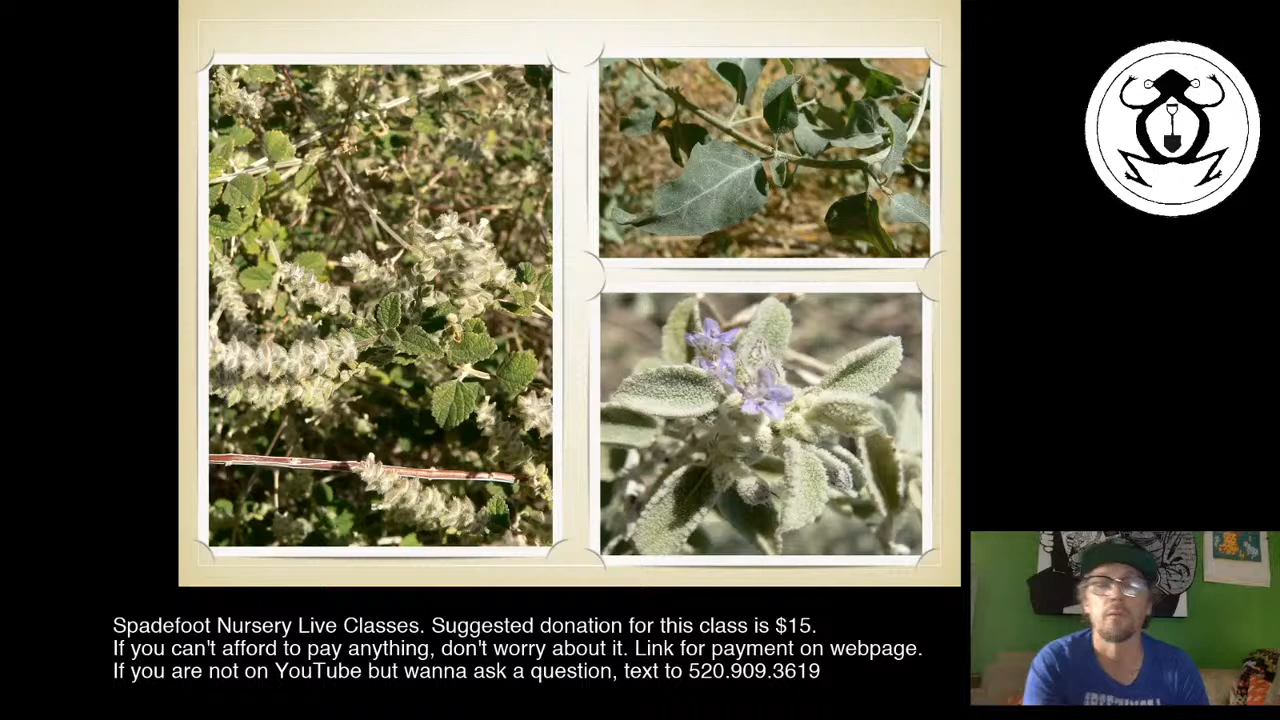 Spadefoot Nursery Live Classes. Suggested donation for this class is $15.
If you can't afford to pay anything, don't worry about it. Link for payment on webpage.
If you are not on YouTube but wanna ask a question, text to 520.909.3619